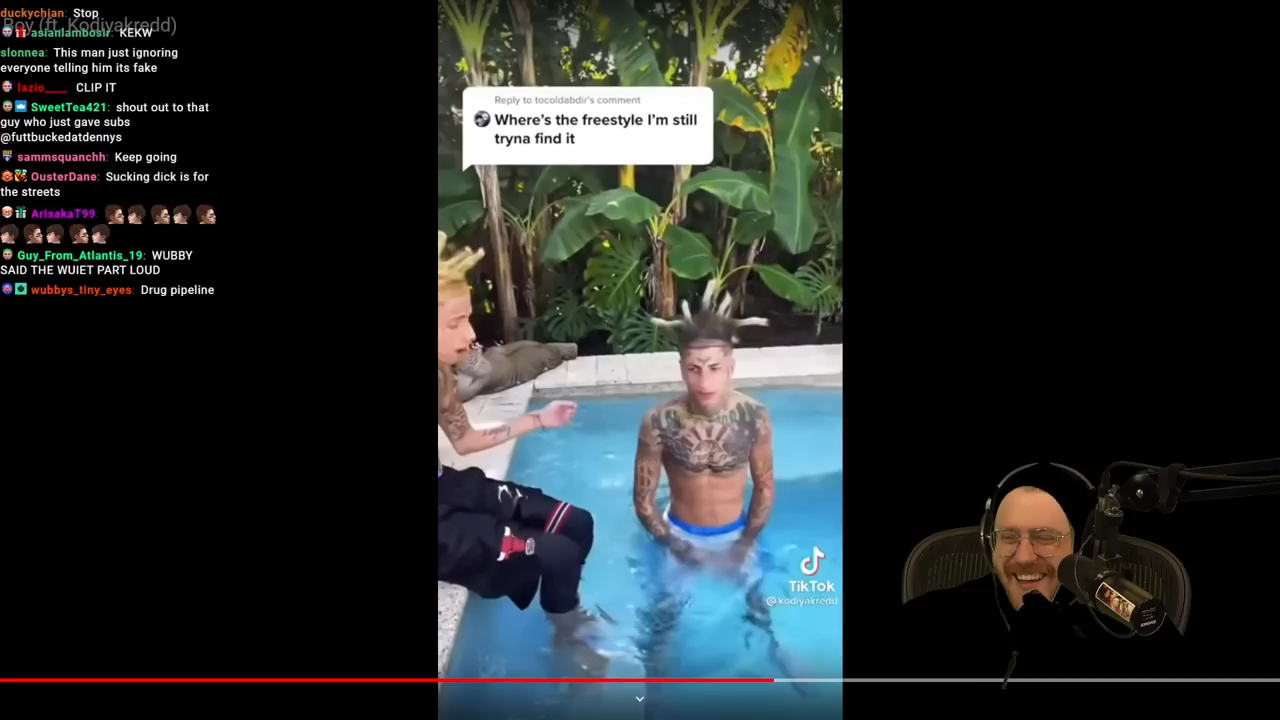 duckychian: Stop
Boy (ft. Kodiyakredd)
asianlambosir: KEKW
slonnea: This man just ignoring
everyone telling him its fake
lazio____ CLIP IT
SweetTea421: shout out to that
guy who just gave subs
@futtbuckedatdennys
sammsquanchh: Keep going
OusterDane: Sucking dick is for
the streets
ArisakaT99:
Guy_From_Atlantis_19: WUBBY
SAID THE WUIET PART LOUD
wubbys_tiny_eyes: Drug pipeline
Reply to tocoldabdir's comment
Where's the freestyle I'm still
tryna find it
TikTok
@kodiyakredd